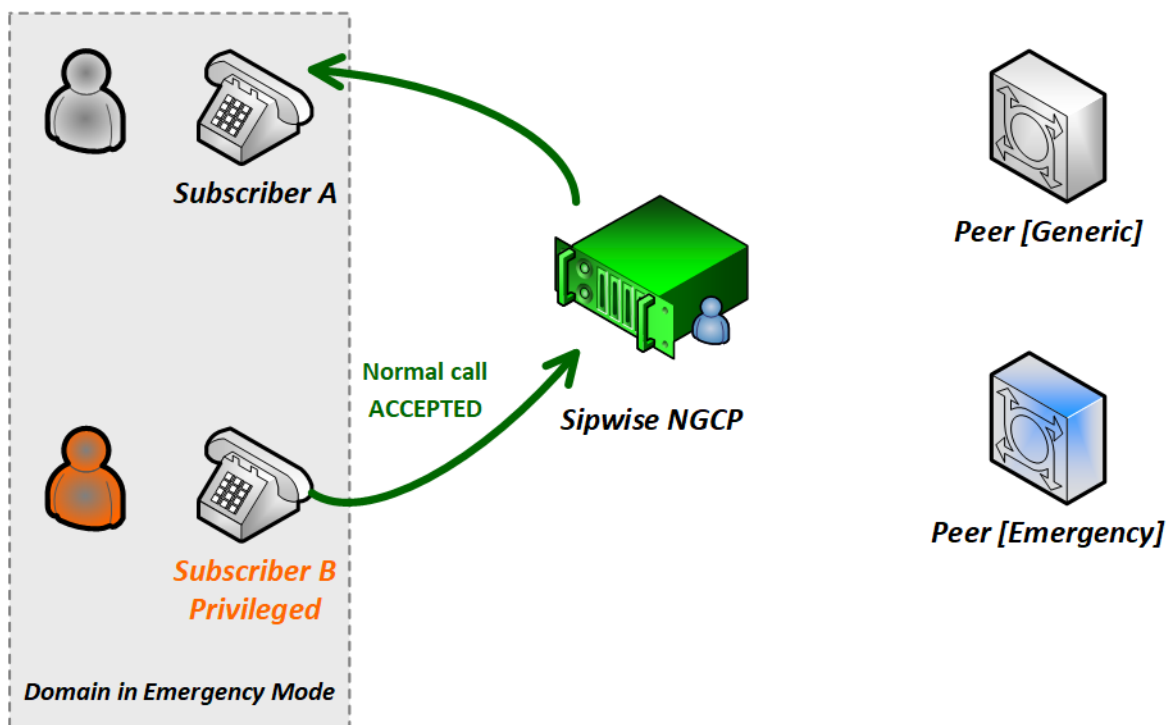 Subscriber A
Peer [Generic]
Normal call
ACCEPTED
Sipwise NGCP
Peer [Emergency]
Subscriber B
Privileged
Domain in Emergency Mode